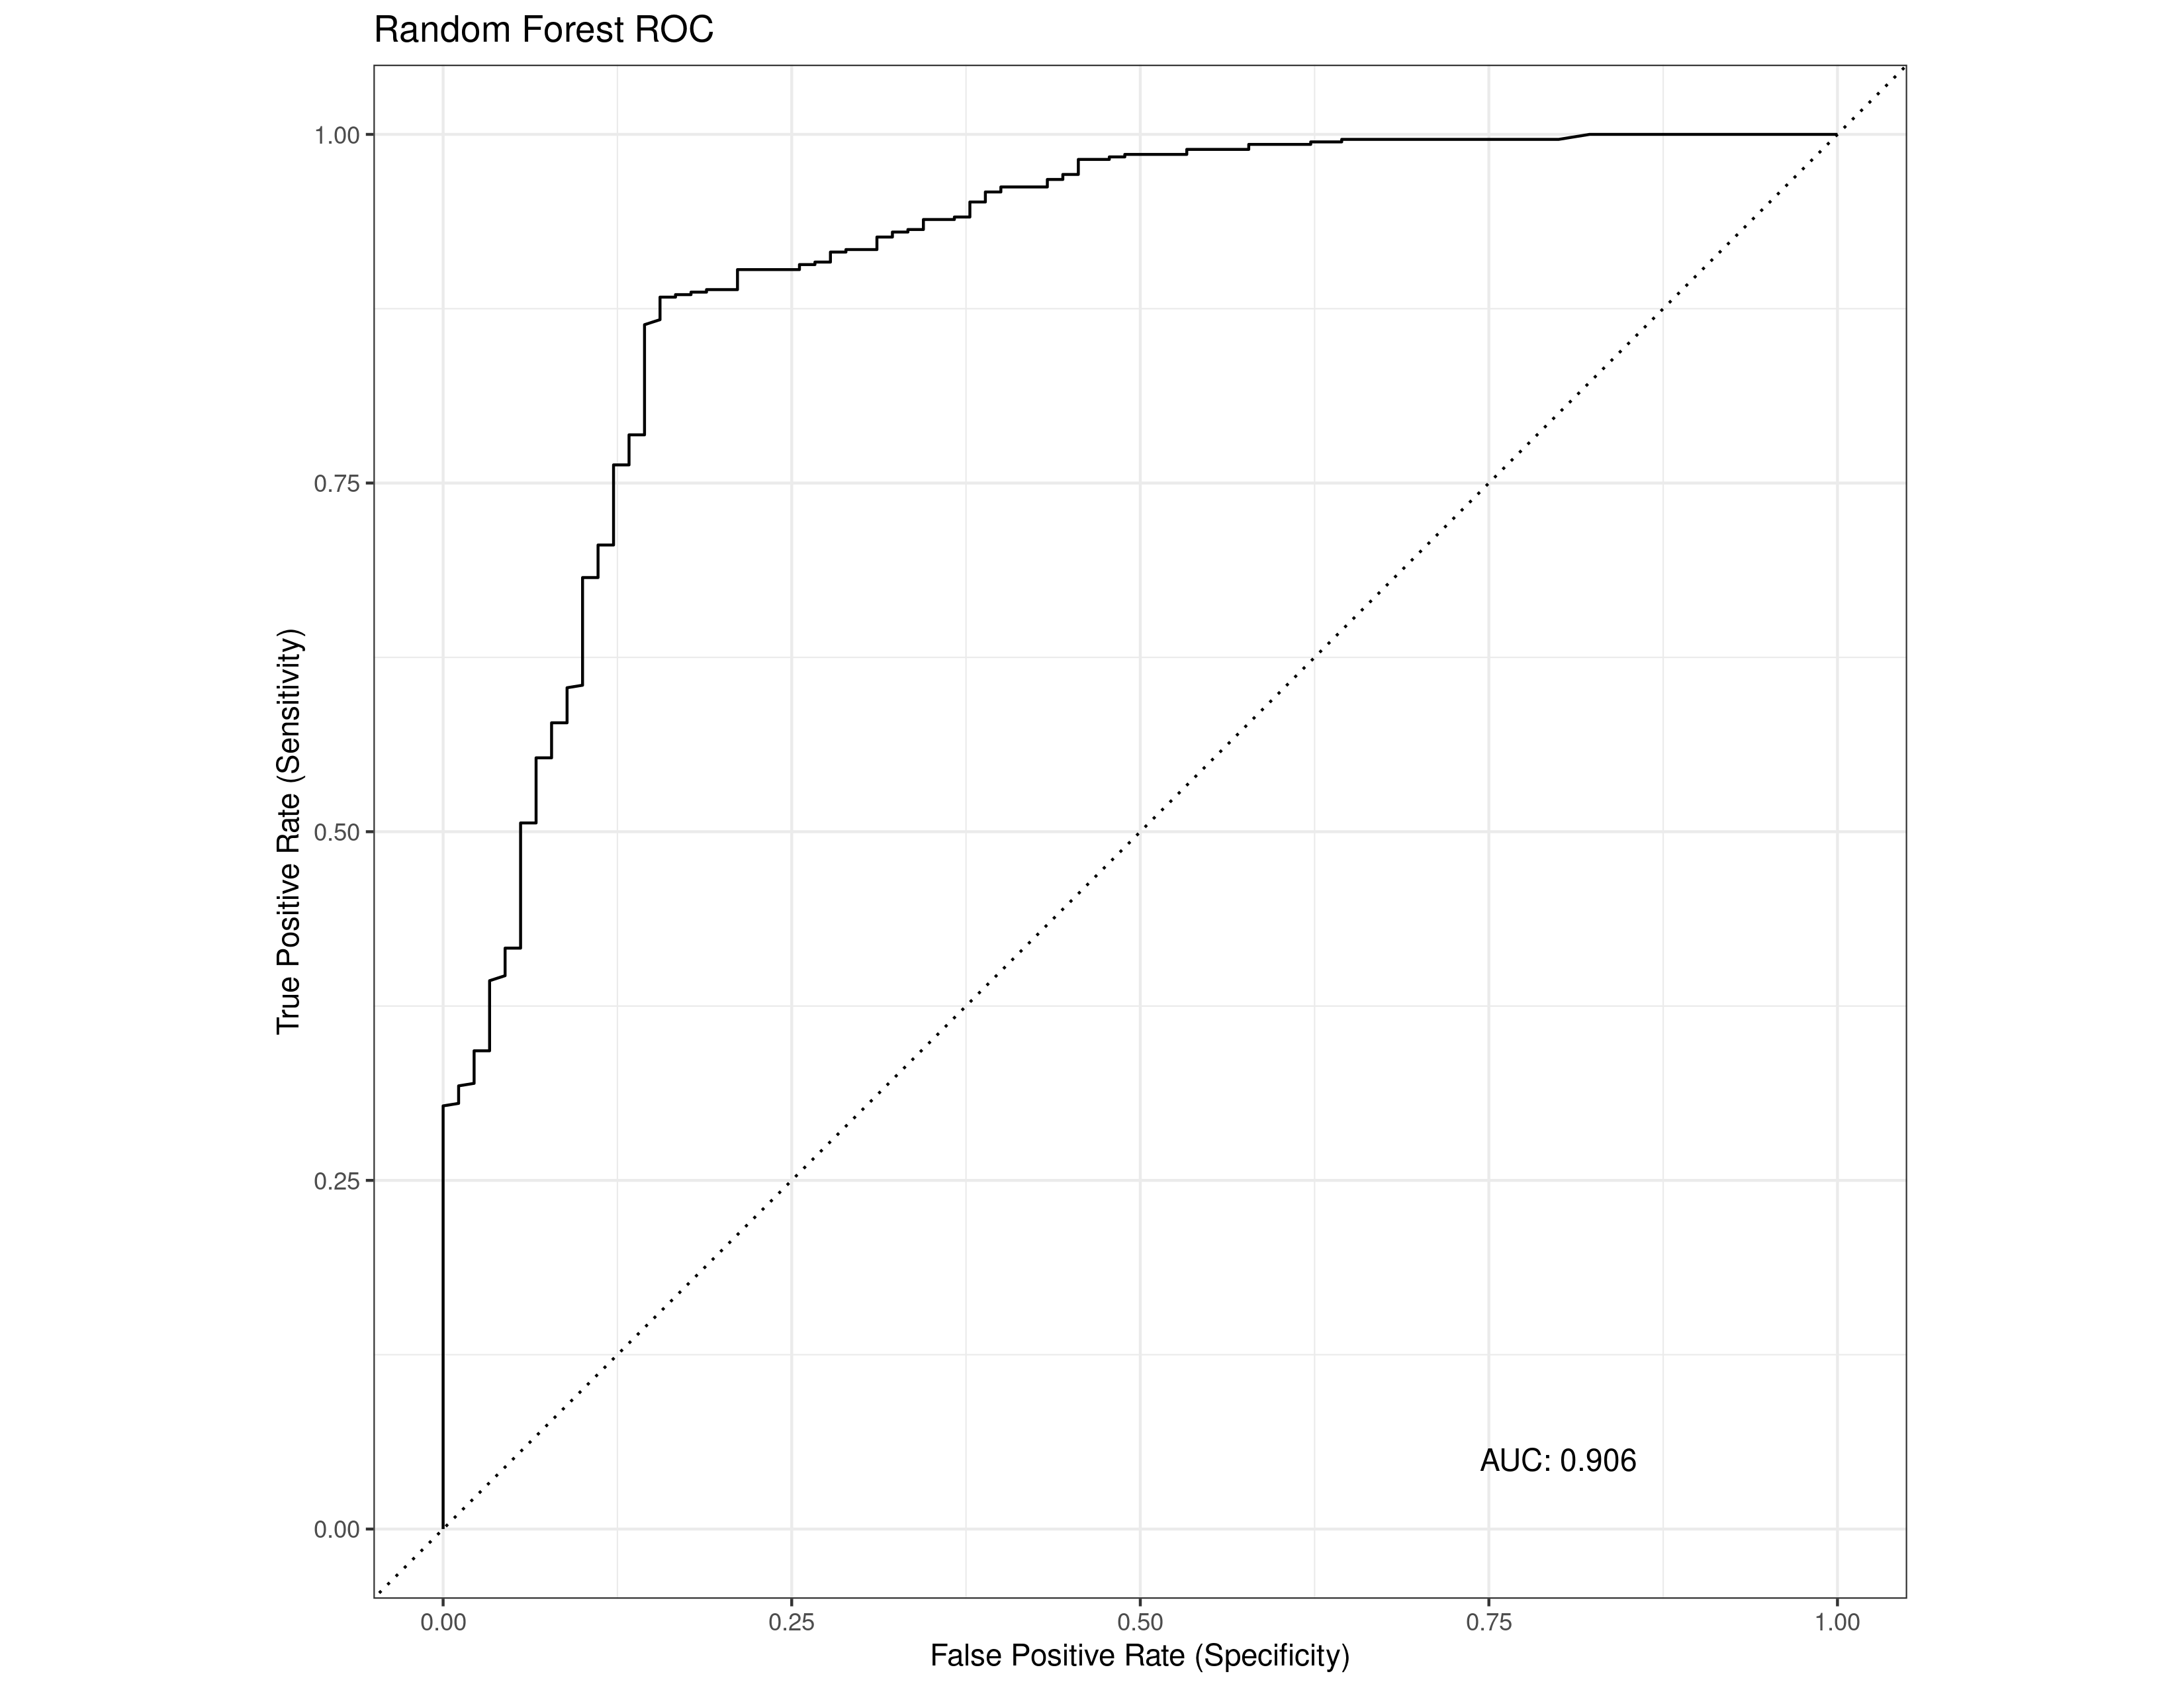 Random Forest ROC
True Positive Rate (Sensitivity)
1.00
0.75
0.50
0.25
0.00
AUC: 0.906
0.00 0.25 0.50 0.75 1.00
False Positive Rate (Specificity)